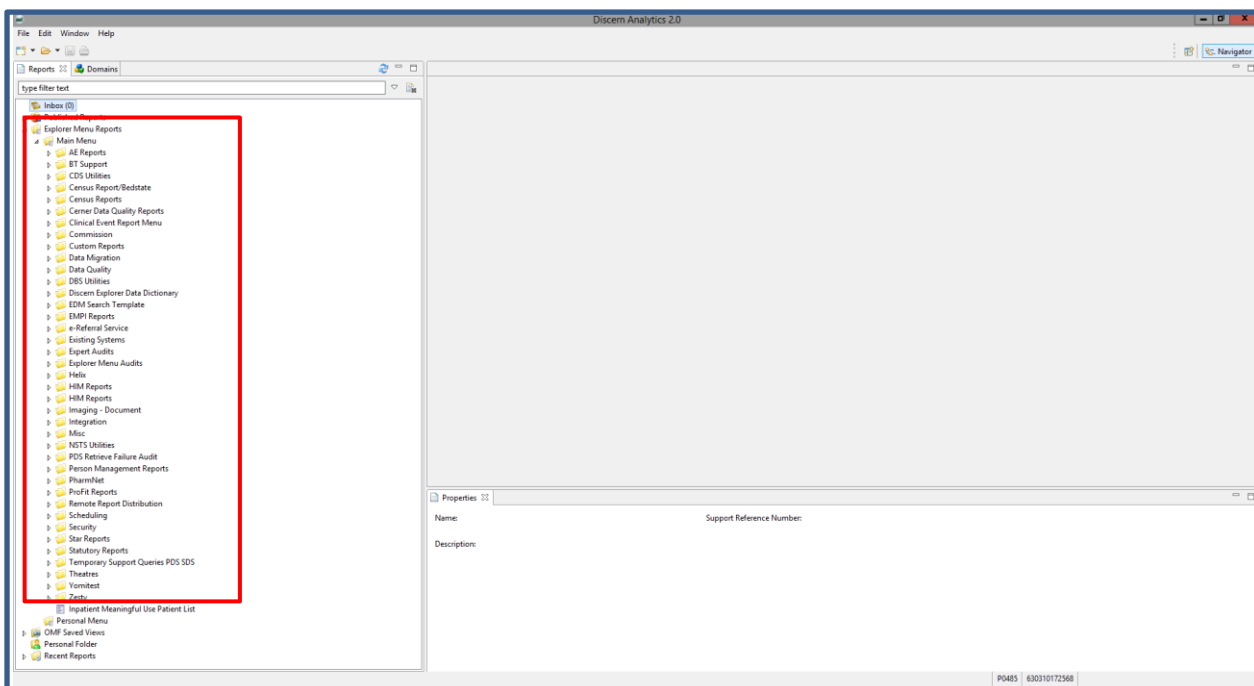 Discern Analytics 2.0
File Edit Window Help
Navigator
Reports Domains
type filter text
Inbox (0)
Published Reports
Explorer Menu Reports
Main Menu
AE Reports
BT Support
CDS Utilities
Census Report/Bedstate
Census Reports
Cerner Data Quality Reports
Clinical Event Report Menu
Commission
Custom Reports
Data Migration
Data Quality
DBS Utilities
Discern Explorer Data Dictionary
EDM Search Template
EMPI Reports
e-Referral Service
Existing Systems
Expert Audits
Explorer Menu Audits
Helix
HIM Reports
HIM Reports
Imaging - Document
Integration
Misc
NSTS Utilities
PDS Retrieve Failure Audit
Person Management Reports
PharmNet
ProFit Reports
Remote Report Distribution
Scheduling
Security
Star Reports
Statutory Reports
Temporary Support Queries PDS SDS
Theatres
Yomitest
Zesty
Inpatient Meaningful Use Patient List
Personal Menu
OMF Saved Views
Personal Folder
Recent Reports
Properties
Name: Support Reference Number:
Description:
P0485 630310172568